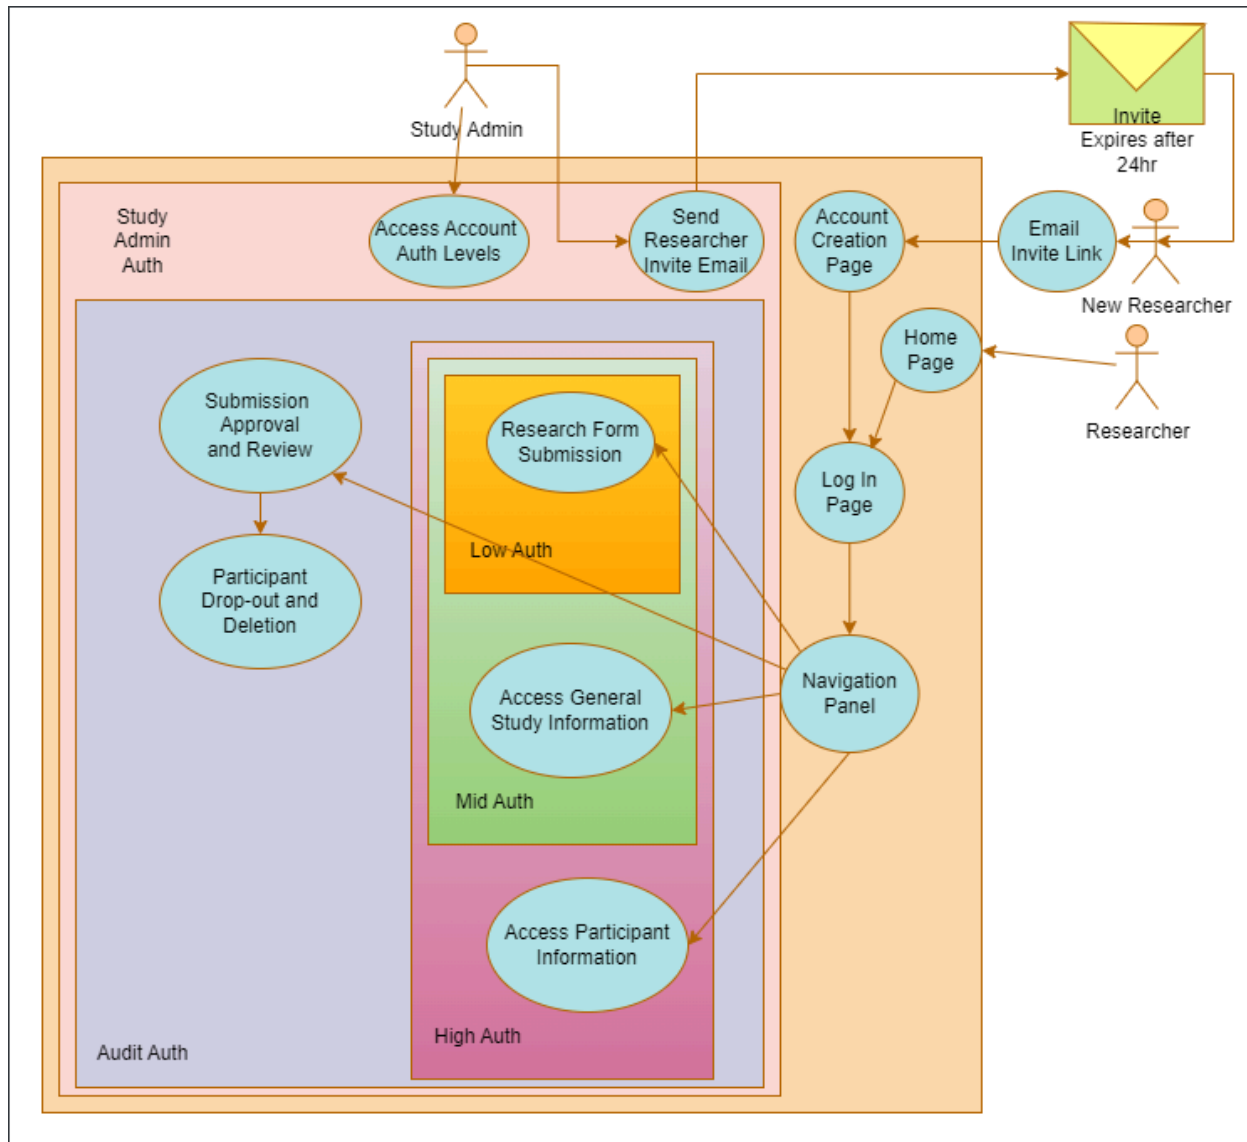 Study Admin
Invite
Expires after
24hr
Study
Admin
Auth
Access Account
Auth Levels
Send
Researcher
Invite Email
Account
Creation
Page
Email
Invite Link
New Researcher
Home
Page
Researcher
Submission
Approval
and Review
Research Form
Submission
Log In
Page
Low Auth
Participant
Drop-out and
Deletion
Access General
Study Information
Navigation
Panel
Mid Auth
Access Participant
Information
High Auth
Audit Auth